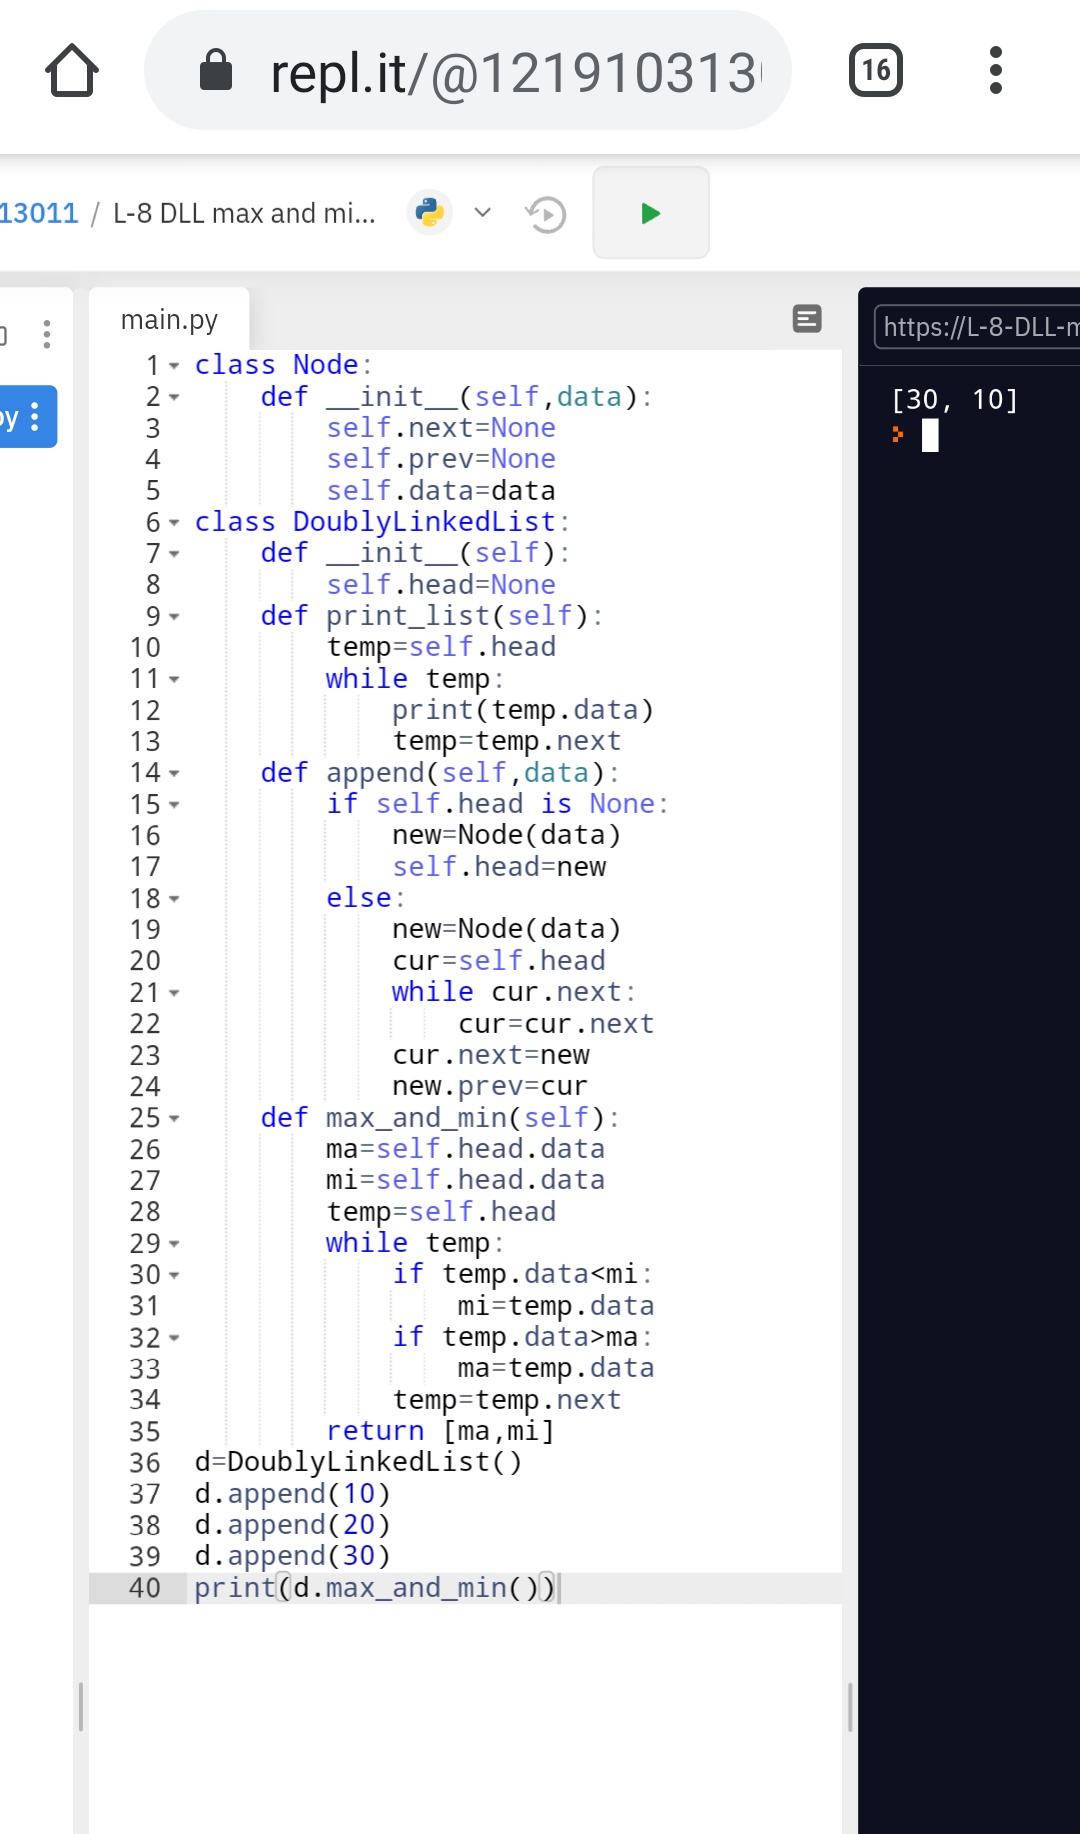 repl.it/@121910313
16
13011 / L-8 DLL max and mi...
main.py
https://L-8-DLL-m
py
1 class Node:
2     def __init__(self,data):
3         self.next=None
4         self.prev=None
5         self.data=data
6 class DoublyLinkedList:
7     def __init__(self):
8         self.head=None
9     def print_list(self):
10         temp=self.head
11         while temp:
12             print(temp.data)
13             temp=temp.next
14     def append(self,data):
15         if self.head is None:
16             new=Node(data)
17             self.head=new
18         else:
19             new=Node(data)
20             cur=self.head
21             while cur.next:
22                 cur=cur.next
23             cur.next=new
24             new.prev=cur
25     def max_and_min(self):
26         ma=self.head.data
27         mi=self.head.data
28         temp=self.head
29         while temp:
30             if temp.data<mi:
31                 mi=temp.data
32             if temp.data>ma:
33                 ma=temp.data
34             temp=temp.next
35         return [ma,mi]
36 d=DoublyLinkedList()
37 d.append(10)
38 d.append(20)
39 d.append(30)
40 print(d.max_and_min())
[30, 10]